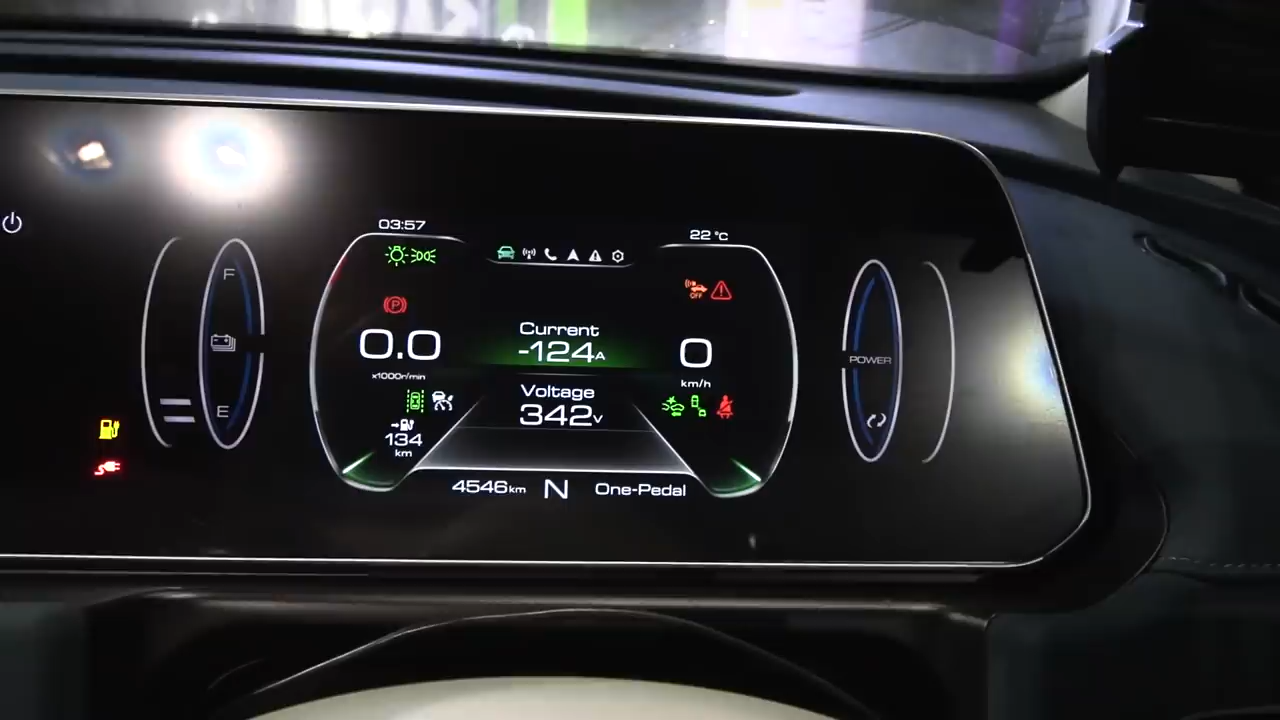 03:57
22 °C
F
OFF
P
Current
-124A
0.0
0
x1000r/min
km/h
POWER
Voltage
342V
E
134
km
4546km N One-Pedal